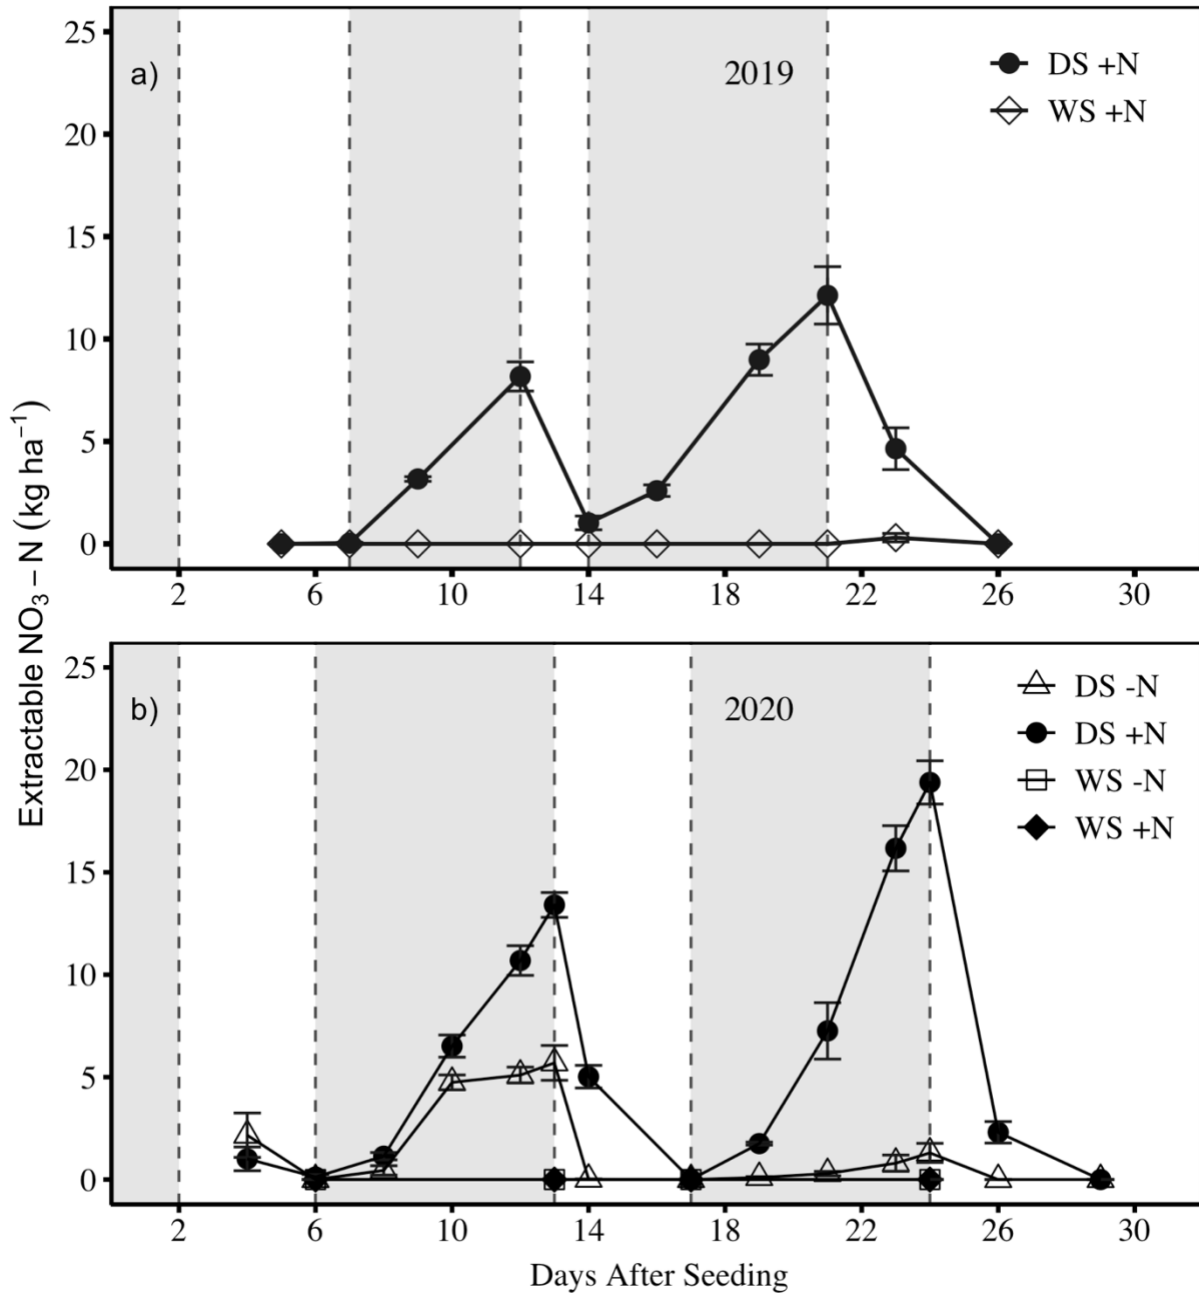 Extractable NO₃ – N (kg ha⁻¹)
25
20
15
10
5
0
a)
2019
DS +N
WS +N
2 6 10 14 18 22 26 30
25
20
15
10
5
0
b)
2020
DS -N
DS +N
WS -N
WS +N
2 6 10 14 18 22 26 30
Days After Seeding